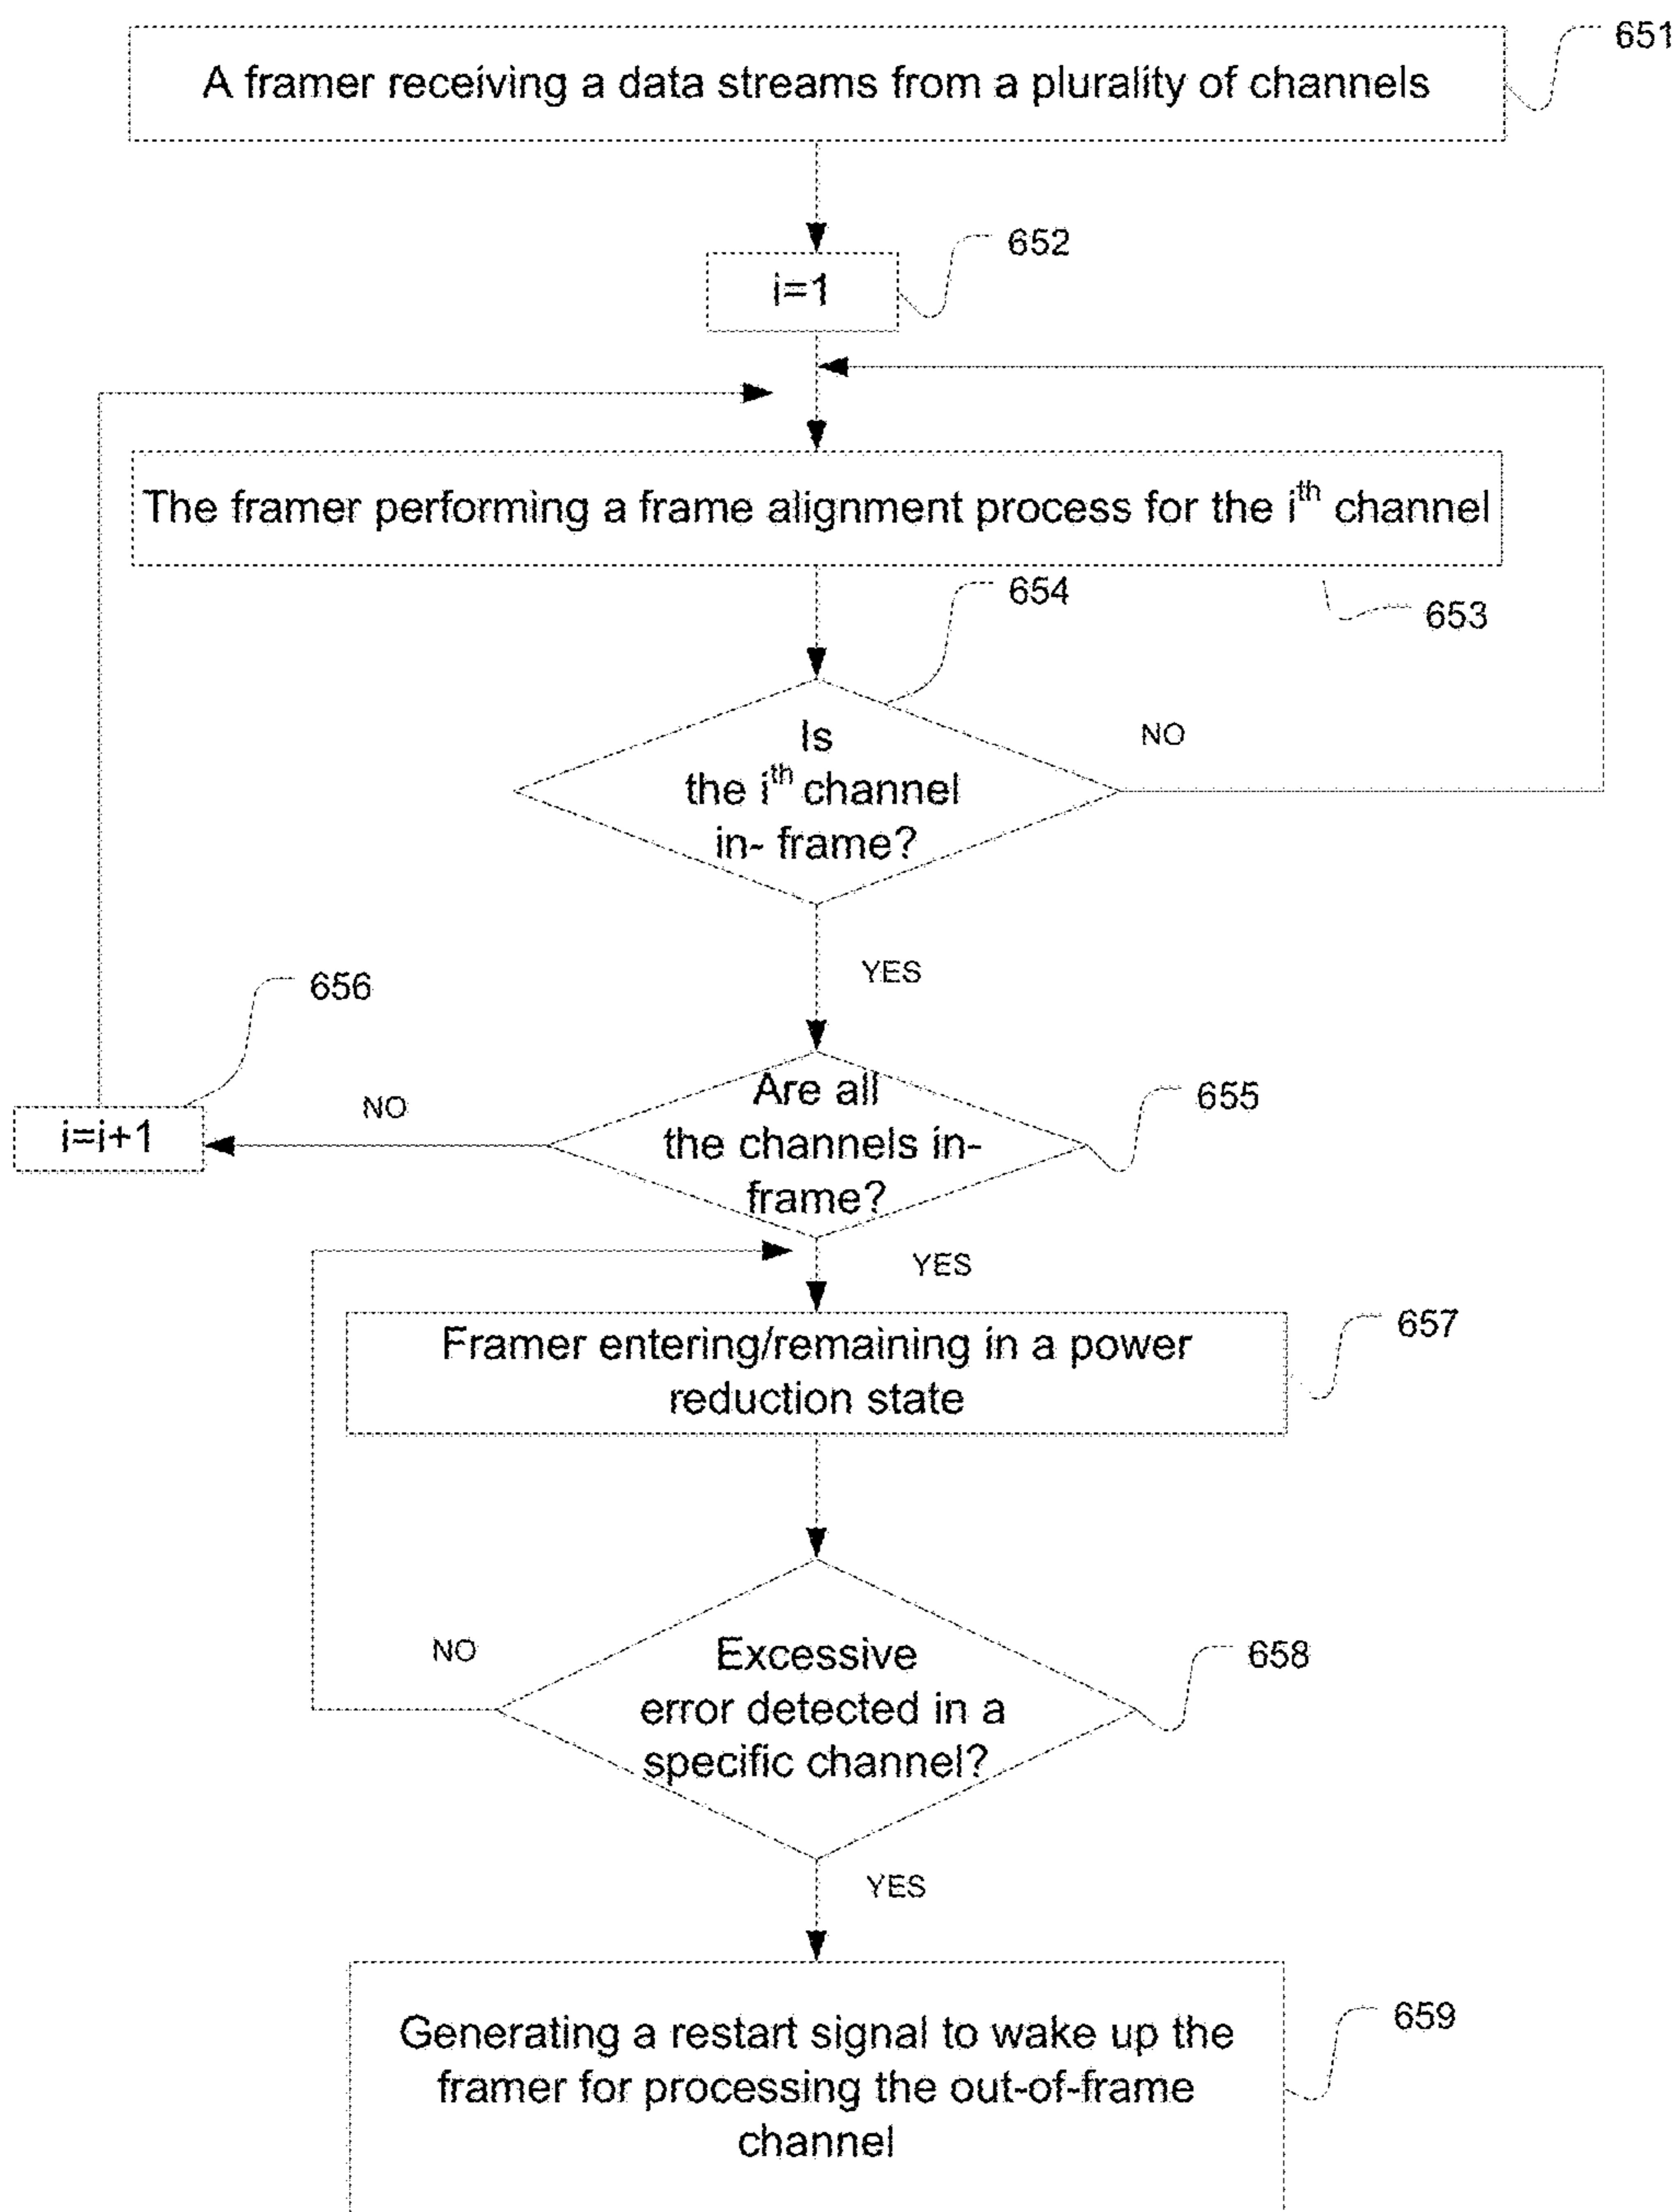 651
A framer receiving a data streams from a plurality of channels
652
i=1
The framer performing a frame alignment process for the ith channel
654
653
Is
the ith channel
in- frame?
NO
YES
656
Are all
the channels in-
frame?
655
NO
i=i+1
YES
657
Framer entering/remaining in a power
reduction state
NO
Excessive
error detected in a
specific channel?
658
YES
659
Generating a restart signal to wake up the
framer for processing the out-of-frame
channel